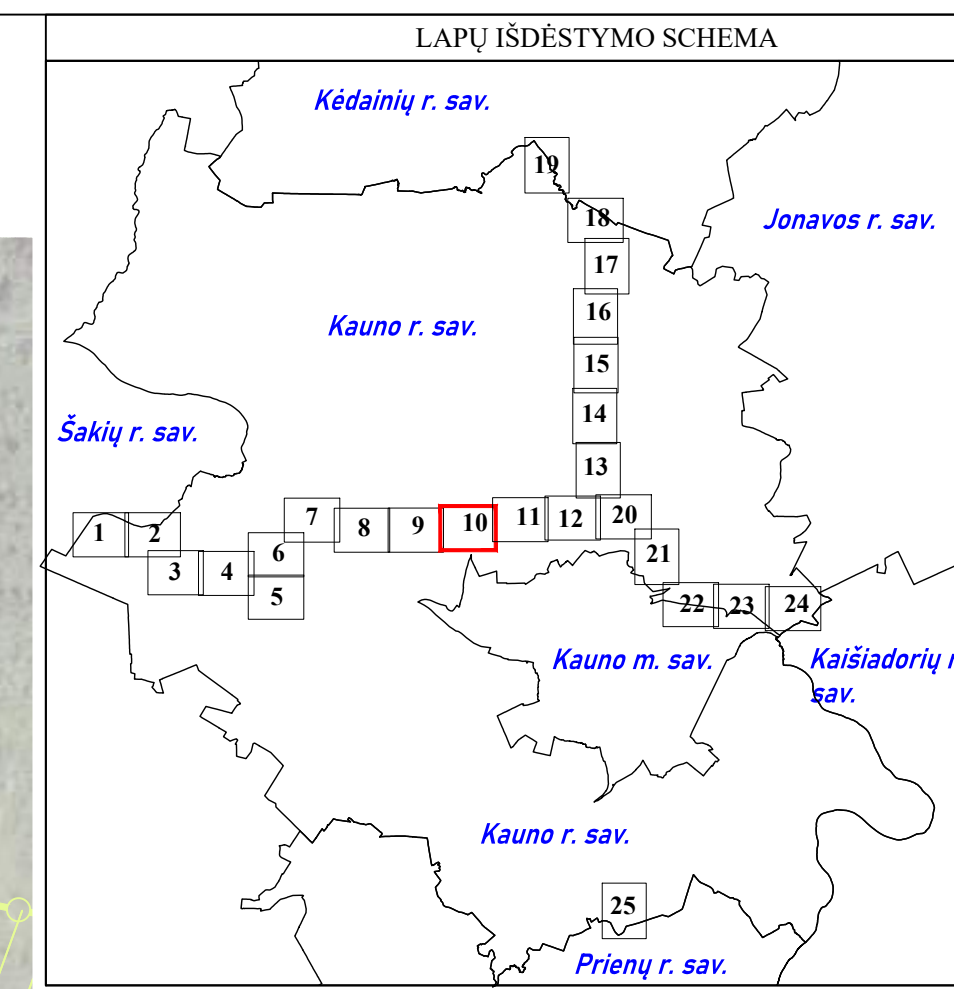 LAPŲ IŠDĖSTYMO SCHEMA
Kėdainių r. sav.
19
18
Jonavos r. sav.
17
16
Kauno r. sav.
15
14
Šakių r. sav.
13
7
8
9
10
11
12
20
1
2
6
21
3
4
5
22
23
24
Kauno m. sav.
Kaišiadorių r
sav.
Kauno r. sav.
25
Prienų r. sav.